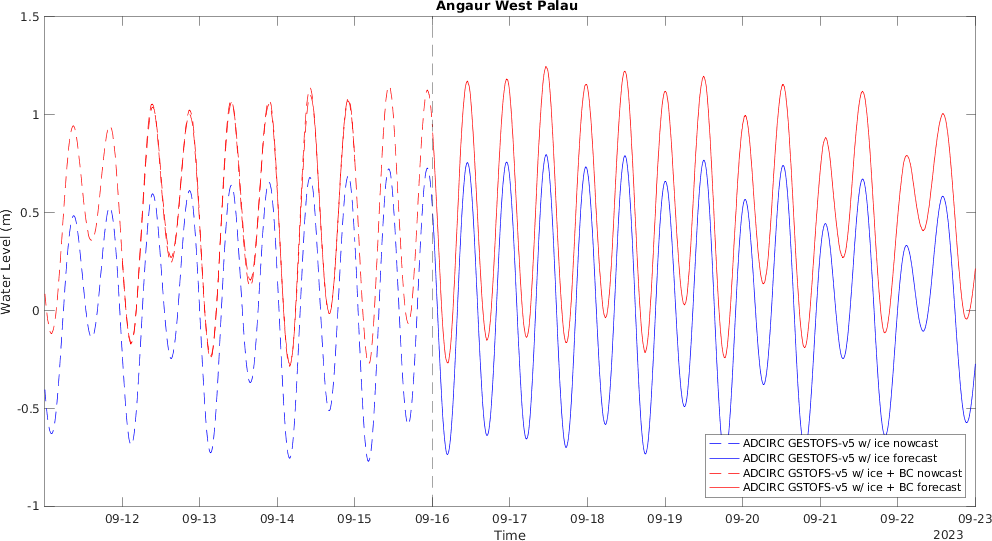 Angaur West Palau
1.5
1
0.5
0
-0.5
-1
Water Level (m)
09-12 09-13 09-14 09-15 09-16 09-17 09-18 09-19 09-20 09-21 09-22 09-23
Time
2023
ADCIRC GESTOFS-v5 w/ ice nowcast
ADCIRC GESTOFS-v5 w/ ice forecast
ADCIRC GSTOFS-v5 w/ ice + BC nowcast
ADCIRC GSTOFS-v5 w/ ice + BC forecast